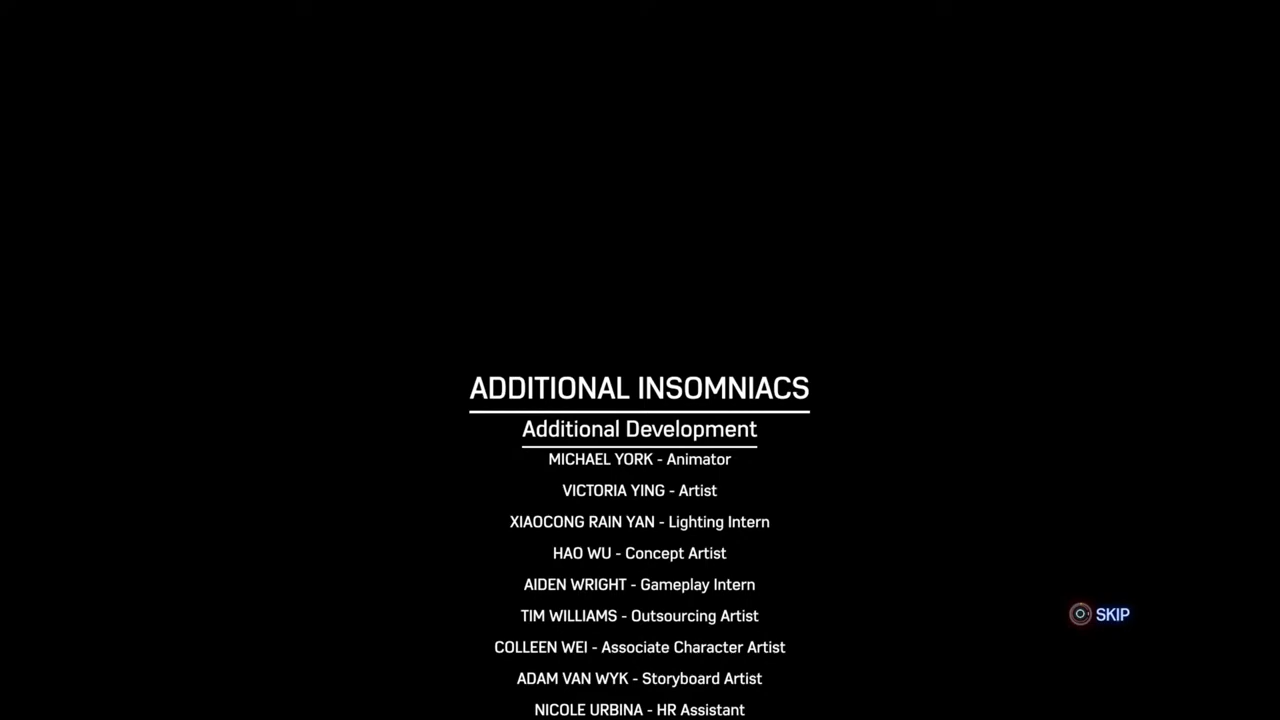 ADDITIONAL INSOMNIACS
Additional Development
MICHAEL YORK - Animator
VICTORIA YING - Artist
XIAOCONG RAIN YAN - Lighting Intern
HAO WU - Concept Artist
AIDEN WRIGHT - Gameplay Intern
TIM WILLIAMS - Outsourcing Artist
SKIP
COLLEEN WEI - Associate Character Artist
ADAM VAN WYK - Storyboard Artist
NICOLE URBINA - HR Assistant